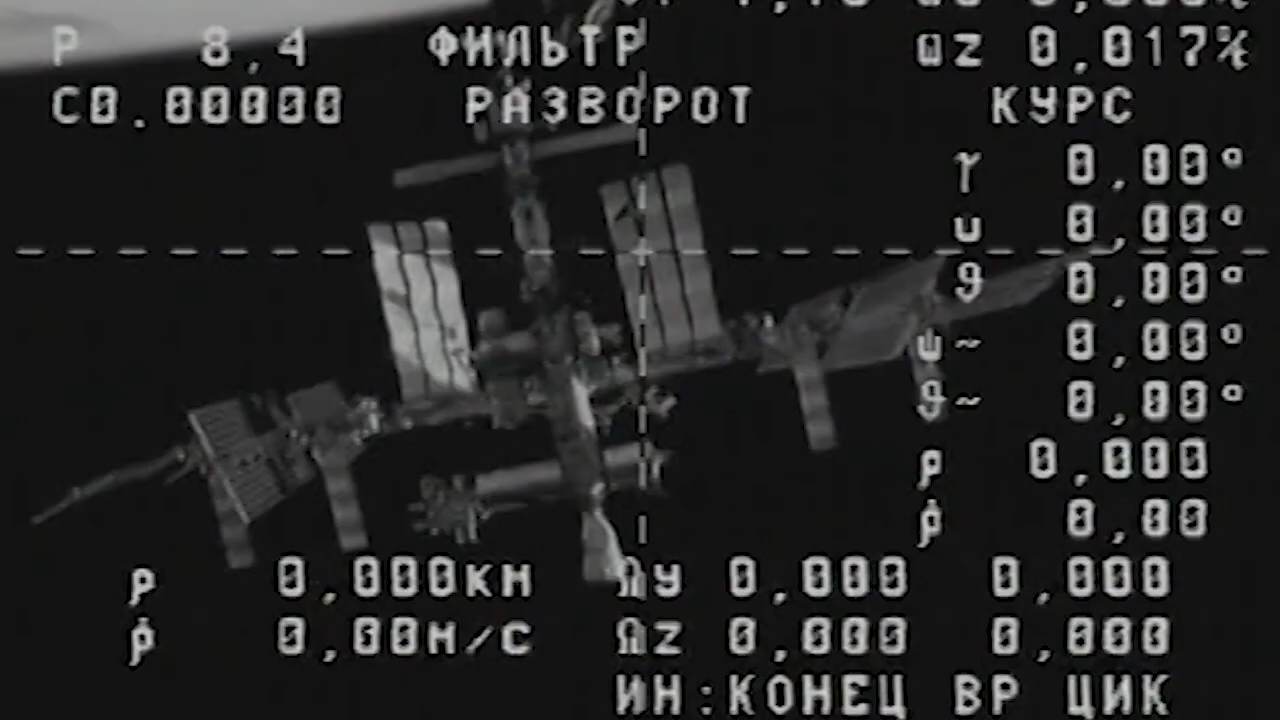 Р 8,4 ФИЛЬТР ωz 0,017°/с
С0.00000 РАЗВОРОТ КУРС
γ 0,00°
ψ 0,00°
ϑ 0,00°
ψ~ 0,00°
ϑ~ 0,00°
ρ 0,000
ρ̇ 0,00
ρ 0,000км Ωу 0,000 0,000
ρ̇ 0,00м/с Ωz 0,000 0,000
ИН:КОНЕЦ ВР ЦИК